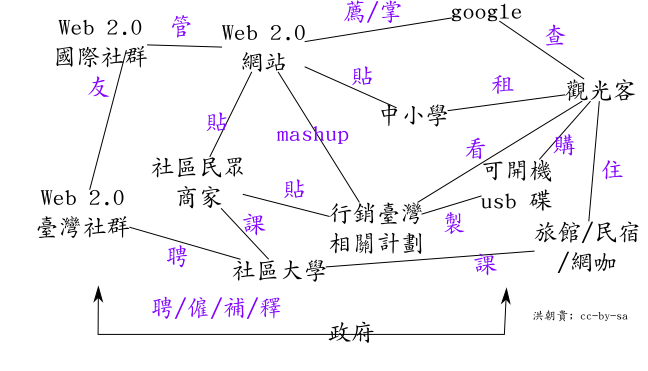 Web 2.0
國際社群
管
Web 2.0
網站
薦/掌
google
查
友
貼
貼
中小學
租
觀光客
mashup
看
購
住
社區民眾
商家
貼
可開機
usb 碟
Web 2.0
臺灣社群
課
行銷臺灣
相關計劃
製
旅館/民宿
/網咖
聘
社區大學
課
聘/僱/補/釋
政府
洪朝貴; cc-by-sa